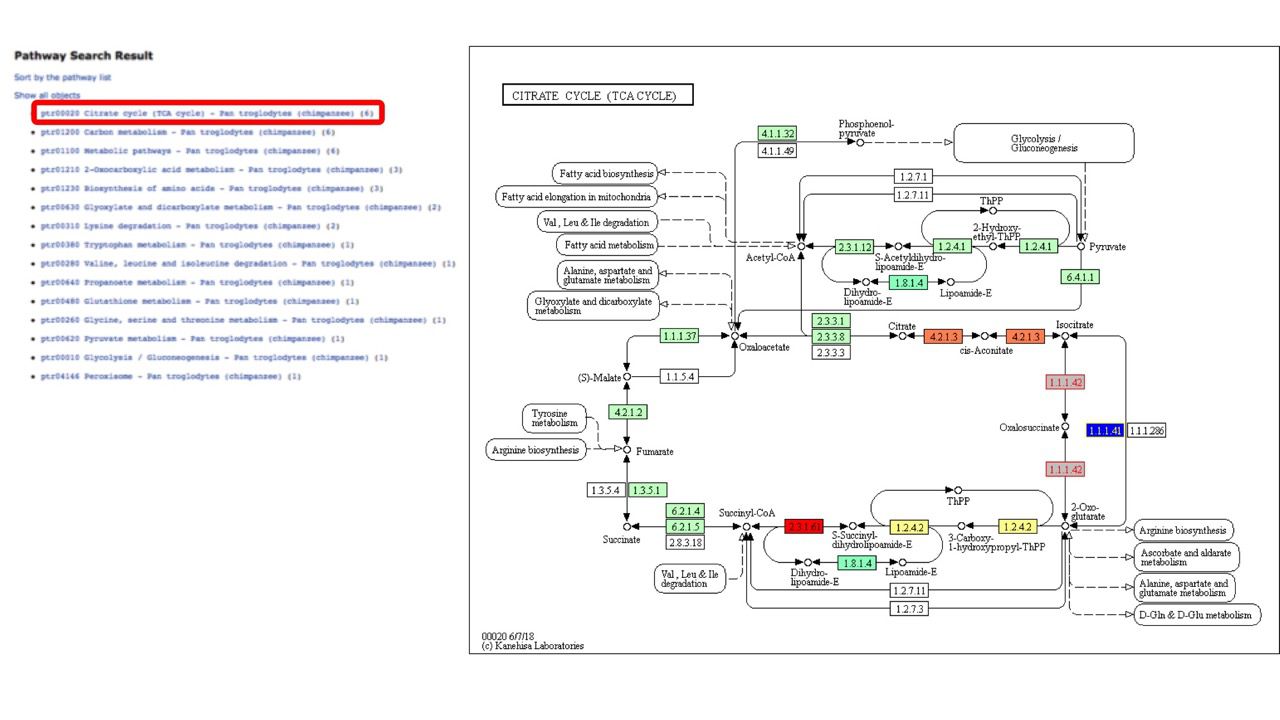 Pathway Search Result
Sort by the pathway list
Show all objects
ptr00020 Citrate cycle (TCA cycle) - Pan troglodytes (chimpanzee) (6)
ptr01200 Carbon metabolism - Pan troglodytes (chimpanzee) (6)
ptr01100 Metabolic pathways - Pan troglodytes (chimpanzee) (6)
ptr01210 2-Oxocarboxylic acid metabolism - Pan troglodytes (chimpanzee) (3)
ptr01230 Biosynthesis of amino acids - Pan troglodytes (chimpanzee) (3)
ptr00630 Glyoxylate and dicarboxylate metabolism - Pan troglodytes (chimpanzee) (2)
ptr00310 Lysine degradation - Pan troglodytes (chimpanzee) (2)
ptr00380 Tryptophan metabolism - Pan troglodytes (chimpanzee) (1)
ptr00280 Valine, leucine and isoleucine degradation - Pan troglodytes (chimpanzee) (1)
ptr00640 Propanoate metabolism - Pan troglodytes (chimpanzee) (1)
ptr00480 Glutathione metabolism - Pan troglodytes (chimpanzee) (1)
ptr00260 Glycine, serine and threonine metabolism - Pan troglodytes (chimpanzee) (1)
ptr00620 Pyruvate metabolism - Pan troglodytes (chimpanzee) (1)
ptr00010 Glycolysis / Gluconeogenesis - Pan troglodytes (chimpanzee) (1)
ptr04146 Peroxisome - Pan troglodytes (chimpanzee) (1)
CITRATE CYCLE (TCA CYCLE)
Phosphoenol-
pyruvate
4.1.1.32
4.1.1.49
Glycolysis /
Gluconeogenesis
Fatty acid biosynthesis
Fatty acid elongation in mitochondria
Val, Leu & Ile degradation
Fatty acid metabolism
Alanine, aspartate and
glutamate metabolism
Glyoxylate and dicarboxylate
metabolism
1.2.7.1
1.2.7.11
ThPP
2-Hydroxy-
ethyl-ThPP
Acetyl-CoA
2.3.1.12
S-Acetyldihydro-
lipoamide-E
1.2.4.1
1.2.4.1
Pyruvate
6.4.1.1
Dihydro-
lipoamide-E
1.8.1.4
Lipoamide-E
1.1.1.37
Oxaloacetate
2.3.3.1
2.3.3.8
2.3.3.3
Citrate
4.2.1.3
cis-Aconitate
4.2.1.3
Isocitrate
(S)-Malate
1.1.5.4
1.1.1.42
4.2.1.2
Tyrosine
metabolism
Arginine biosynthesis
Fumarate
Oxalosuccinate
1.1.1.41
1.1.1.286
1.1.1.42
1.3.5.4
1.3.5.1
Succinate
6.2.1.4
6.2.1.5
2.8.3.18
Succinyl-CoA
2.3.1.61
S-Succinyl-
dihydrolipoamide-E
1.2.4.2
ThPP
3-Carboxy-
1-hydroxypropyl-ThPP
1.2.4.2
2-Oxo-
glutarate
Dihydro-
lipoamide-E
1.8.1.4
Lipoamide-E
Val, Leu & Ile
degradation
1.2.7.11
1.2.7.3
Arginine biosynthesis
Ascorbate and aldarate
metabolism
Alanine, aspartate and
glutamate metabolism
D-Gln & D-Glu metabolism
00020 6/7/18
(c) Kanehisa Laboratories